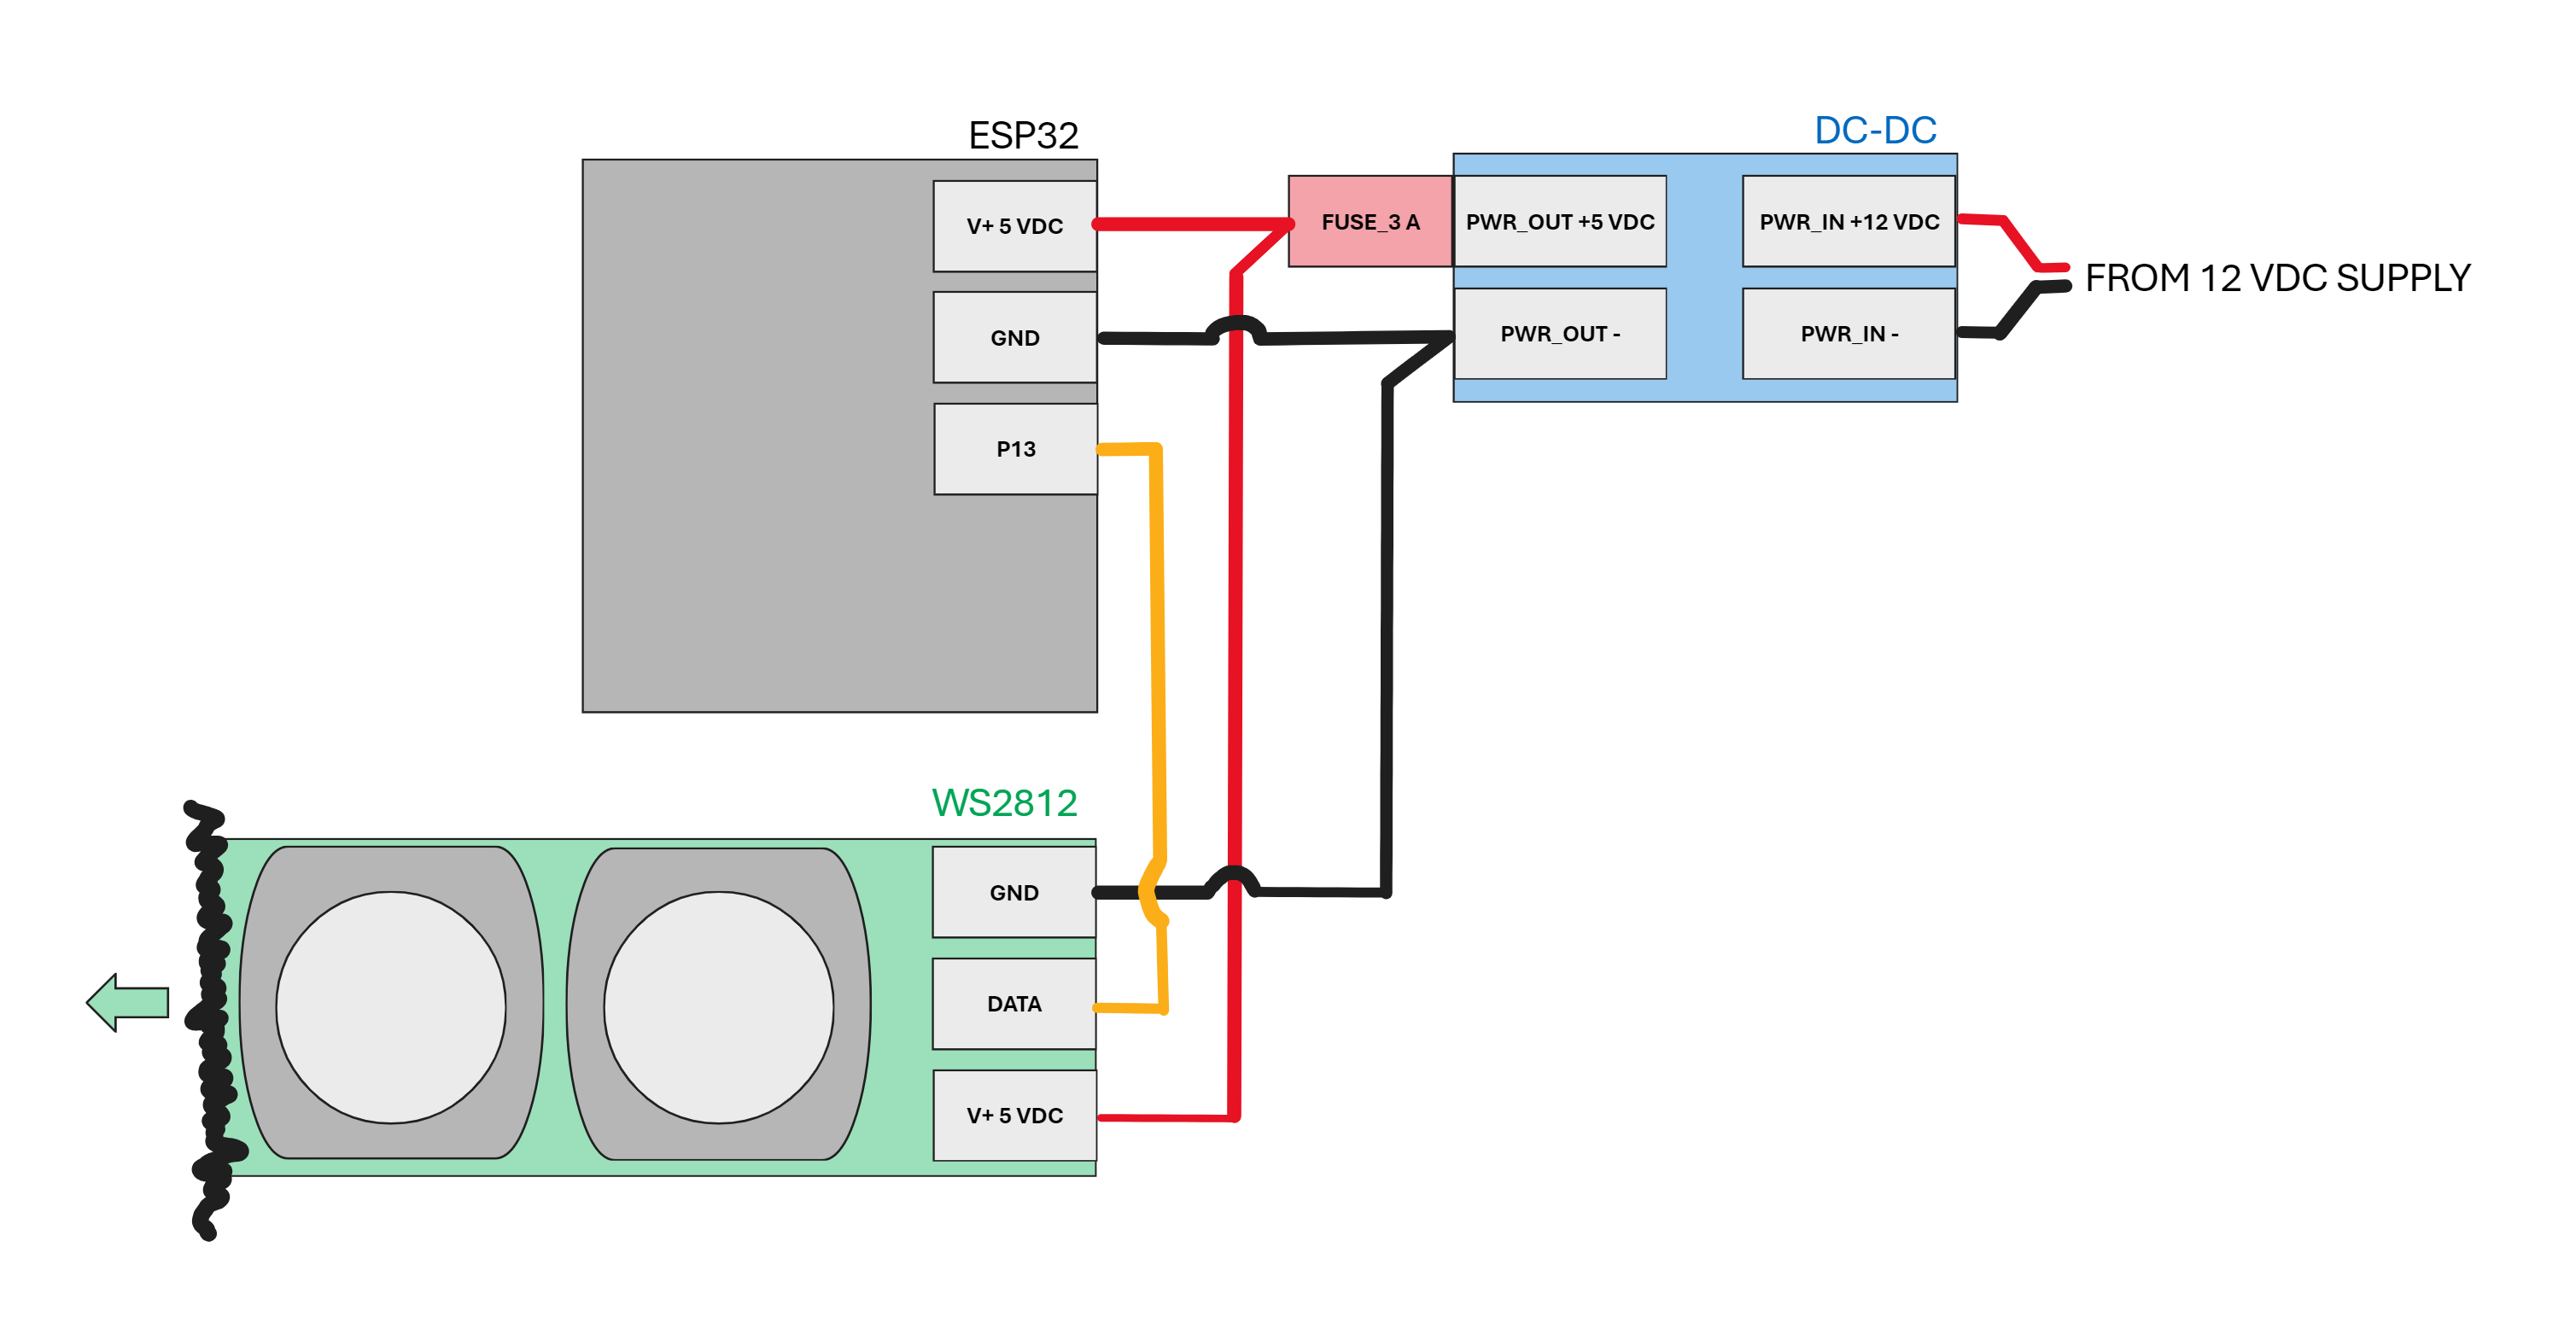 ESP32
DC-DC
V+ 5 VDC
FUSE_3 A
PWR_OUT +5 VDC
PWR_IN +12 VDC
FROM 12 VDC SUPPLY
GND
PWR_OUT -
PWR_IN -
P13
WS2812
GND
DATA
V+ 5 VDC